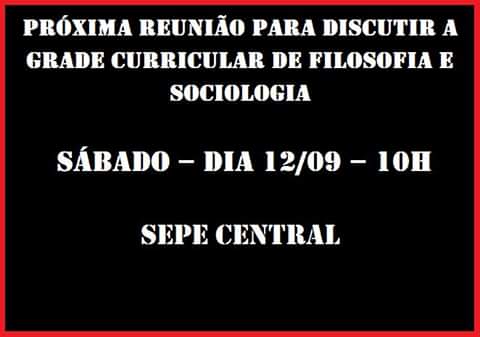 PRÓXIMA REUNIÃO PARA DISCUTIR A
GRADE CURRICULAR DE FILOSOFIA E
SOCIOLOGIA
SÁBADO – DIA 12/09 – 10H
SEPE CENTRAL